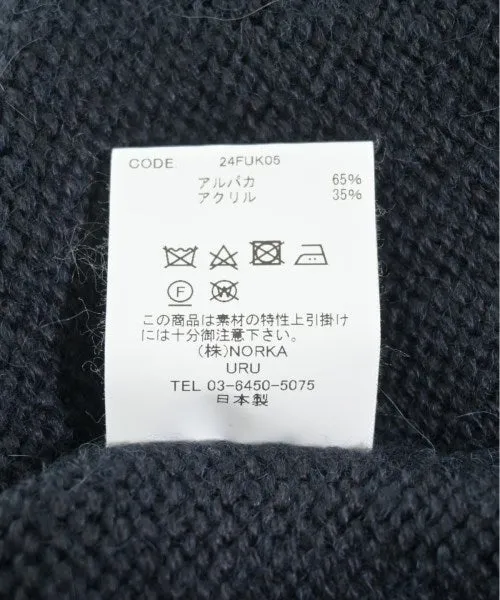 CODE. 24FUK05
アルパカ 65%
アクリル 35%
F W
この商品は素材の特性上引掛け
には十分御注意下さい。
(株)NORKA
URU
TEL 03-6450-5075
日本製